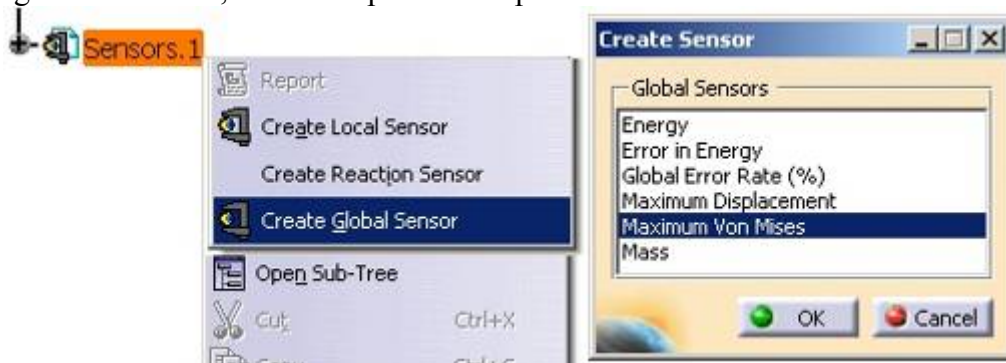 Sensors.1
Report
Create Local Sensor
Create Reaction Sensor
Create Global Sensor
Open Sub-Tree
Cut Ctrl+X
Create Sensor
Global Sensors
Energy
Error in Energy
Global Error Rate (%)
Maximum Displacement
Maximum Von Mises
Mass
OK Cancel